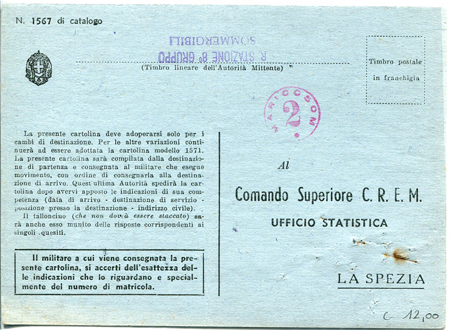 N. 1567 di catalogo
R. STAZIONE 8º GRUPPO
SOMMERGIBILI
(Timbro lineare dell'Autorità Mittente)
Timbro postale
in franchigia
MARICODOM
2
La presente cartolina deve adoperarsi solo per i
cambi di destinazione. Per le altre variazioni conti-
nuerà ad essere adottata la cartolina modello 1571.
La presente cartolina sarà compilata dalla destinazio-
ne di partenza e consegnata al militare che esegue
movimento, con ordine di consegnarla alla destina-
zione di arrivo. Quest'ultima Autorità spedirà la car-
tolina dopo avervi apposto le indicazioni di sua com-
petenza (data di arrivo - destinazione di servizio -
posizione presso la destinazione - indirizzo civile).
Il talloncino (che non dovrà essere staccato) sa-
rà anche esso munito delle risposte corrispondenti ai
singoli quesiti.
Il militare a cui viene consegnata la pre-
sente cartolina, si accerti dell'esattezza del-
le indicazioni che lo riguardano e special-
mente del numero di matricola.
Al
Comando Superiore C. R. E. M.
UFFICIO STATISTICA
LA SPEZIA
€ 12,00